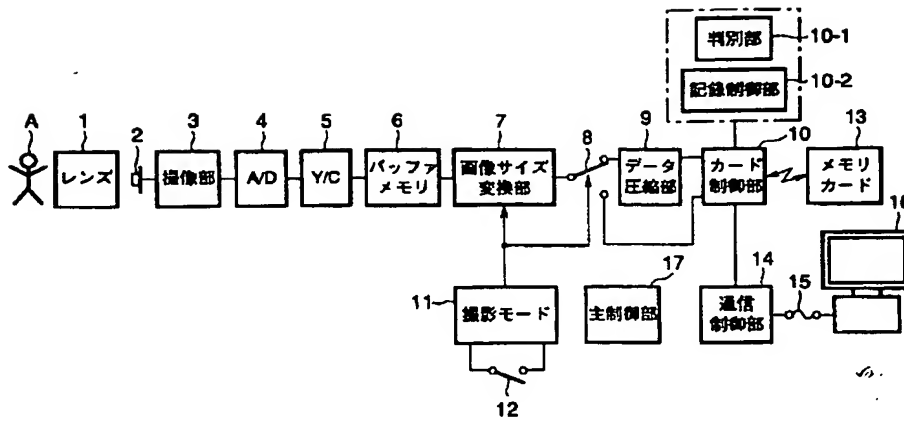 判別部
10-1
記録制御部
10-2
A
1
2
3
4
5
6
7
8
9
10
13
レンズ
撮像部
A/D
Y/C
バッファ
メモリ
画像サイズ
変換部
データ
圧縮部
カード
制御部
メモリ
カード
16
11
撮影モード
17
主制御部
14
通信
制御部
15
12